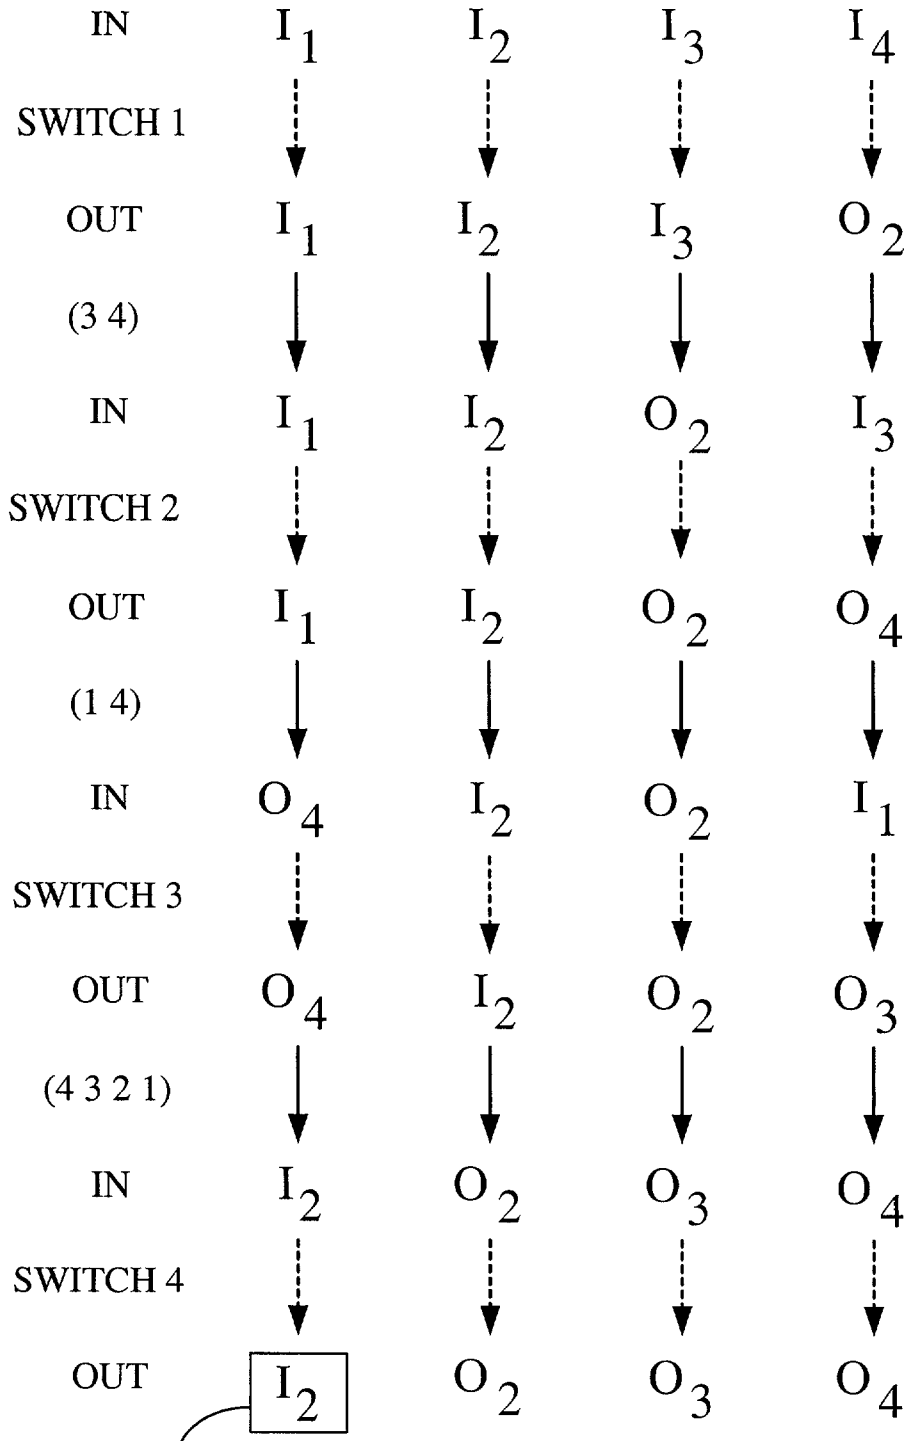 IN I1 I2 I3 I4
SWITCH 1
OUT I1 I2 I3 O2
(3 4)
IN I1 I2 O2 I3
SWITCH 2
OUT I1 I2 O2 O4
(1 4)
IN O4 I2 O2 I1
SWITCH 3
OUT O4 I2 O2 O3
(4 3 2 1)
IN I2 O2 O3 O4
SWITCH 4
OUT I2 O2 O3 O4